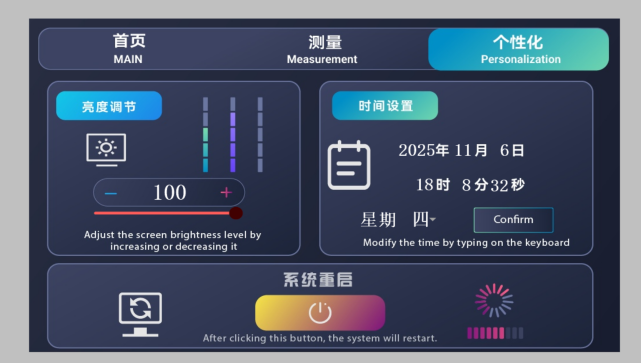 首页
MAIN
测量
Measurement
个性化
Personalization
亮度调节
100
Adjust the screen brightness level by
increasing or decreasing it
时间设置
2025年 11月 6日
18时 8分32秒
星期 四
Confirm
Modify the time by typing on the keyboard
系统重启
After clicking this button, the system will restart.